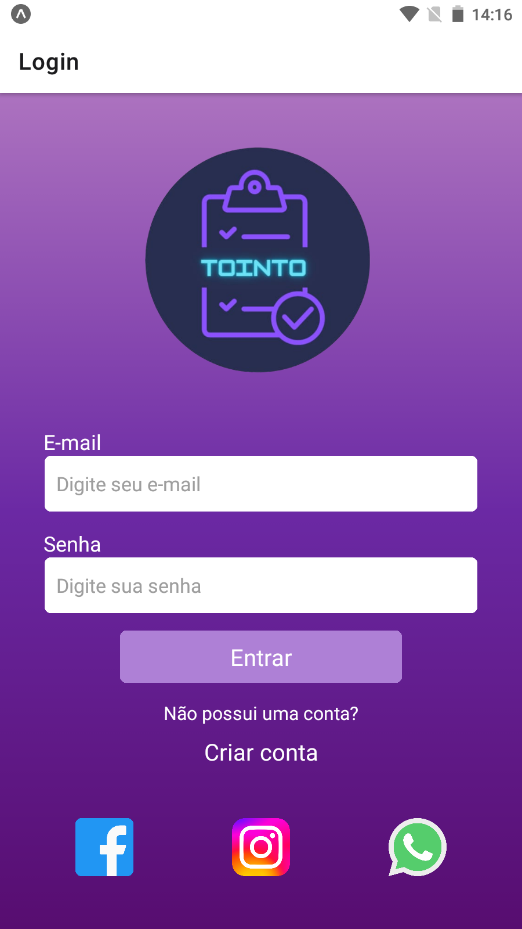 14:16
Login
TOINTO
E-mail
Digite seu e-mail
Senha
Digite sua senha
Entrar
Não possui uma conta?
Criar conta